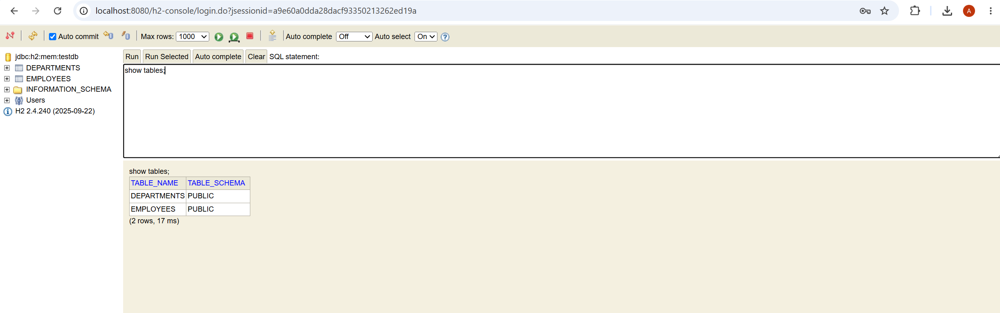 localhost:8080/h2-console/login.do?jsessionid=a9e60a0dda28dacf93350213262ed19a
A
Auto commit Max rows: 1000 Auto complete Off Auto select On
jdbc:h2:mem:testdb
DEPARTMENTS
EMPLOYEES
INFORMATION_SCHEMA
Users
H2 2.4.240 (2025-09-22)
Run Run Selected Auto complete Clear SQL statement:
show tables;
show tables;
TABLE_NAME TABLE_SCHEMA
DEPARTMENTS PUBLIC
EMPLOYEES PUBLIC
(2 rows, 17 ms)